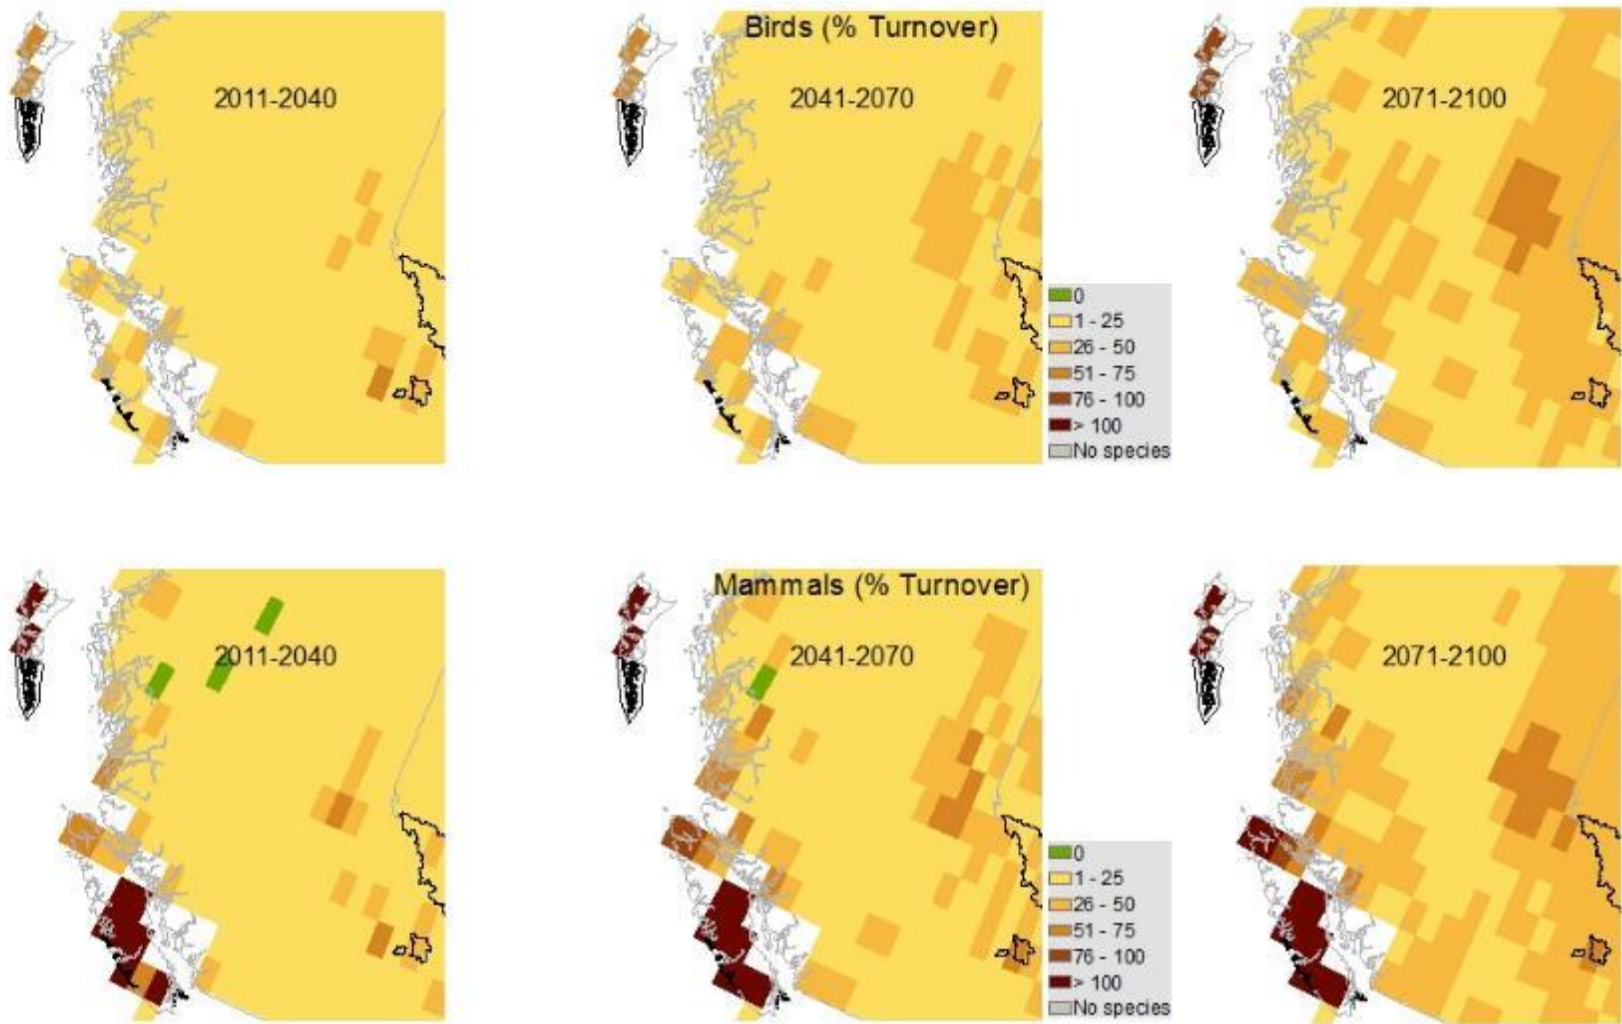 Birds (% Turnover)
2011-2040
2041-2070
2071-2100
0
1 - 25
26 - 50
51 - 75
76 - 100
> 100
No species
Mammals (% Turnover)
2011-2040
2041-2070
2071-2100
0
1 - 25
26 - 50
51 - 75
76 - 100
> 100
No species